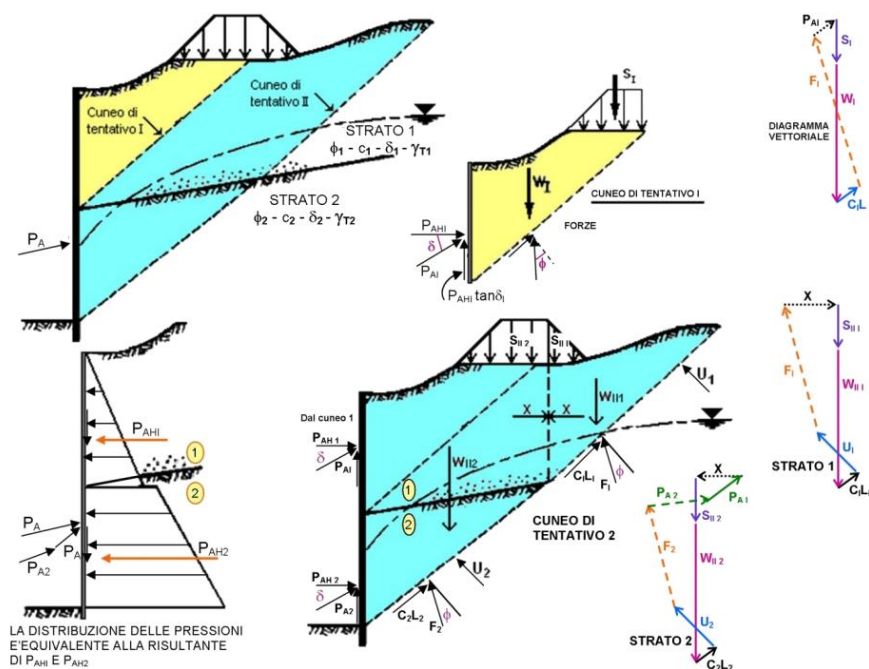 Cuneo di
tentativo I
Cuneo di
tentativo II
STRATO 1
ϕ1 - c1 - δ1 - γT1
STRATO 2
ϕ2 - c2 - δ2 - γT2
PA
SI
WI
CUNEO DI TENTATIVO I
FORZE
PAHI
δ
PAI
ϕ
PAHI tanδI
PAI
SI
FI
WI
DIAGRAMMA
VETTORIALE
CIL
PAHI
1
2
PA
PA2
PA
PAH2
LA DISTRIBUZIONE DELLE PRESSIONI
E'EQUIVALENTE ALLA RISULTANTE
DI PAHI E PAH2
SII 2
SII I
U1
Dal cuneo 1
PAH 1
δ
PAI
WII1
X
X
WII2
1
2
CILI
FI
ϕ
CUNEO DI
TENTATIVO 2
PAH 2
δ
PA2
U2
C2L2
F2
ϕ
X
SII I
FI
WII I
UI
STRATO 1
CILI
X
PA 2
PA I
SII 2
F2
WII 2
U2
STRATO 2
C2L2